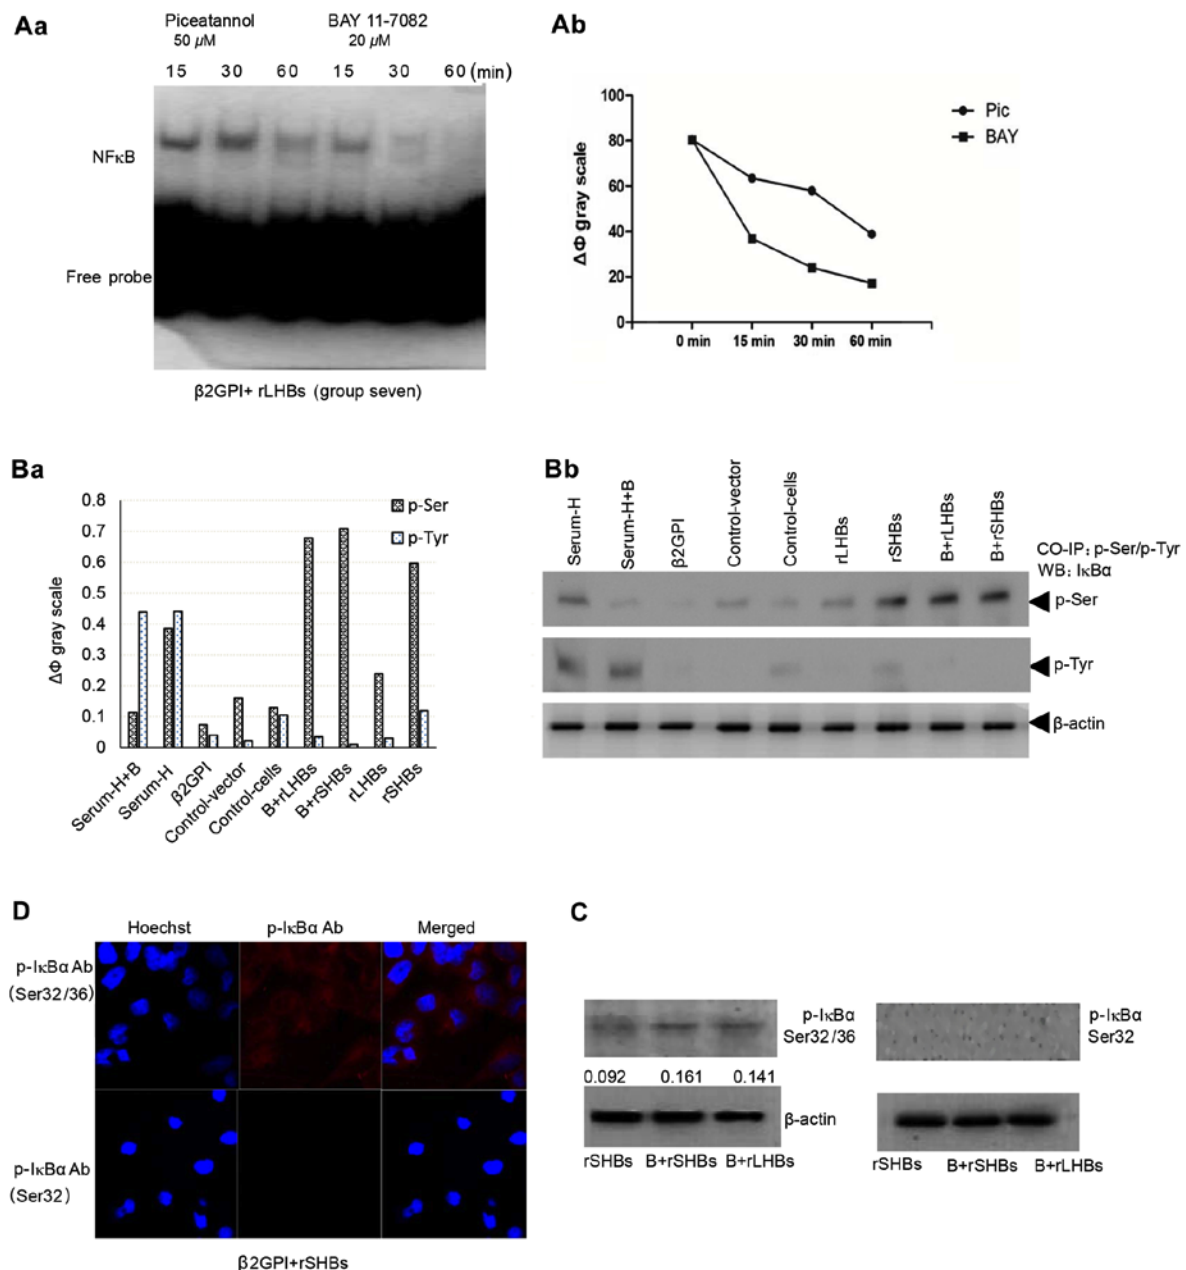 Aa
Piceatannol
50 µM
BAY 11-7082
20 µM
15 30 60 15 30 60 (min)
NFκB
Free probe
β2GPI+ rLHBs (group seven)
Ab
100
80
60
40
20
0
ΔΦ gray scale
0 min 15 min 30 min 60 min
Pic
BAY
Ba
0.8
0.7
0.6
0.5
0.4
0.3
0.2
0.1
0
ΔΦ gray scale
p-Ser
p-Tyr
Serum-H+B
Serum-H
β2GPI
Control-vector
Control-cells
B+rLHBs
B+rSHBs
rLHBs
rSHBs
Bb
Serum-H
Serum-H+B
β2GPI
Control-vector
Control-cells
rLHBs
rSHBs
B+rLHBs
B+rSHBs
CO-IP: p-Ser/p-Tyr
WB: IκBα
p-Ser
p-Tyr
β-actin
D
Hoechst p-IκBα Ab Merged
p-IκBα Ab
(Ser32/36)
p-IκBα Ab
(Ser32)
β2GPI+rSHBs
C
p-IκBα
Ser32/36
0.092 0.161 0.141
β-actin
rSHBs B+rSHBs B+rLHBs
p-IκBα
Ser32
rSHBs B+rSHBs B+rLHBs